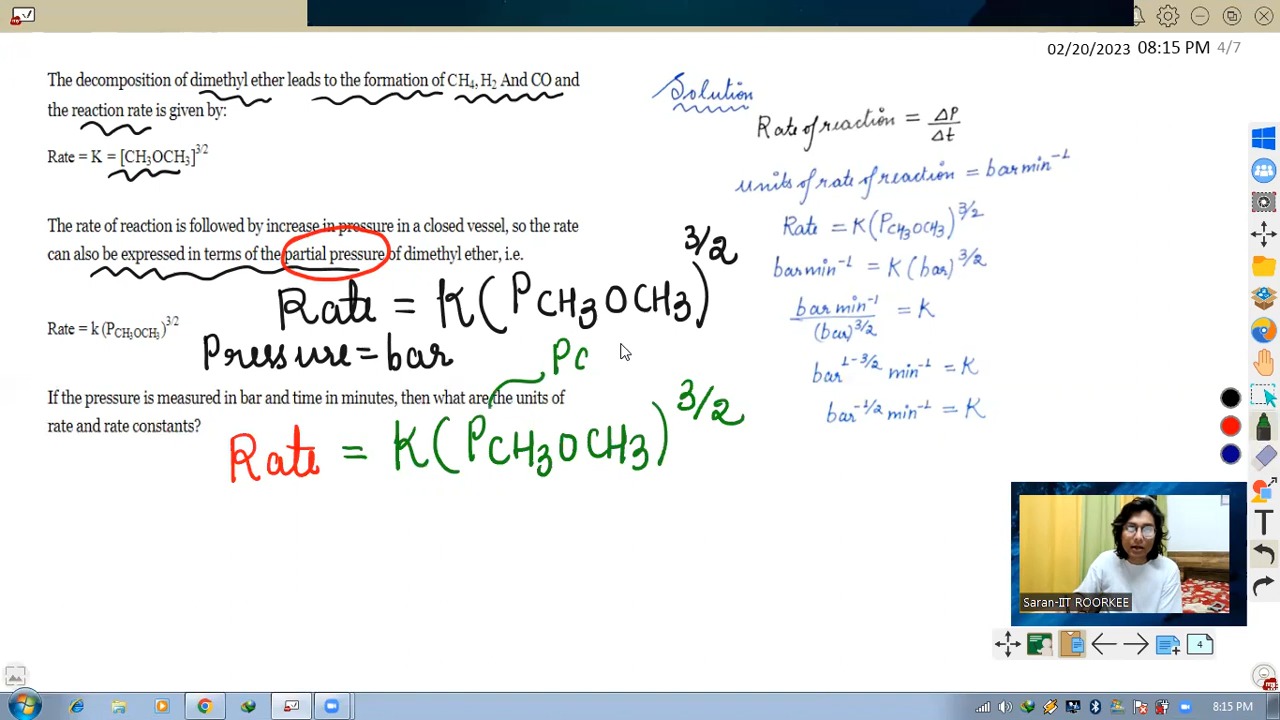 02/20/2023 08:15 PM 4/7
The decomposition of dimethyl ether leads to the formation of CH4, H2 And CO and
the reaction rate is given by:
Rate = K = [CH3OCH3]^3/2
The rate of reaction is followed by increase in pressure in a closed vessel, so the rate
can also be expressed in terms of the partial pressure of dimethyl ether, i.e.
Rate = K(PCH3OCH3)^3/2
Rate = k (PCH3OCH3)^3/2
Pressure = bar
Pc
If the pressure is measured in bar and time in minutes, then what are the units of
rate and rate constants?
Rate = K(PCH3OCH3)^3/2
Solution
Rate of reaction = ΔP/Δt
units of rate of reaction = bar min^-1
Rate = K(PCH3OCH3)^3/2
bar min^-1 = K(bar)^3/2
bar min^-1/(bar)^3/2 = K
bar^1-3/2 min^-1 = K
bar^-1/2 min^-1 = K
Saran-IIT ROORKEE
4
8:15 PM